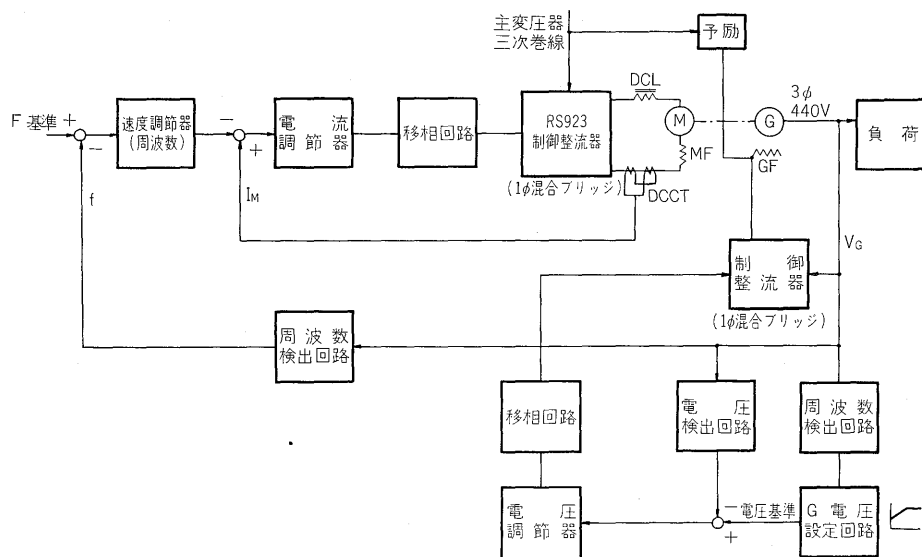 主変圧器
三次巻線
予励
F 基準 +
−
速度調節器
(周波数)
−
+
電流
調節器
移相回路
RS923
制御整流器
(1φ混合ブリッジ)
DCL
M
MF
DCCT
G
3φ
440V
GF
負荷
IM
f
VG
制御
整流器
(1φ混合ブリッジ)
周波数
検出回路
移相回路
電圧
検出回路
周波数
検出回路
電圧
調節器
−電圧基準
+
G電圧
設定回路